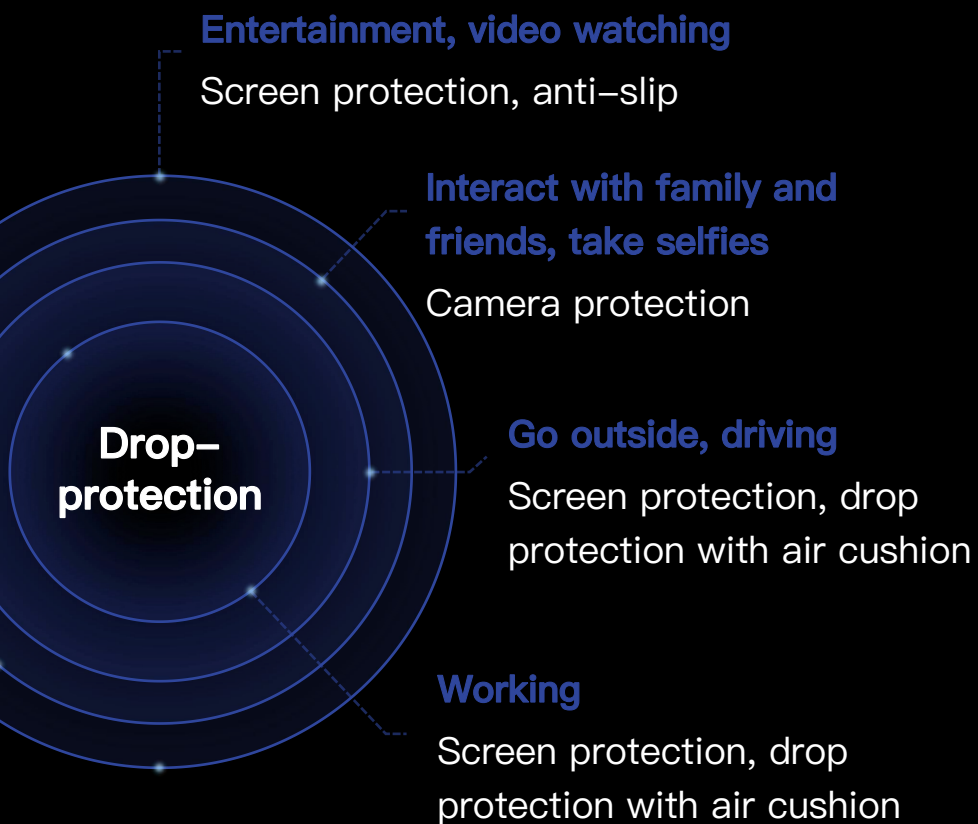 Entertainment, video watching
Screen protection, anti-slip
Interact with family and
friends, take selfies
Camera protection
Drop-
protection
Go outside, driving
Screen protection, drop
protection with air cushion
Working
Screen protection, drop
protection with air cushion